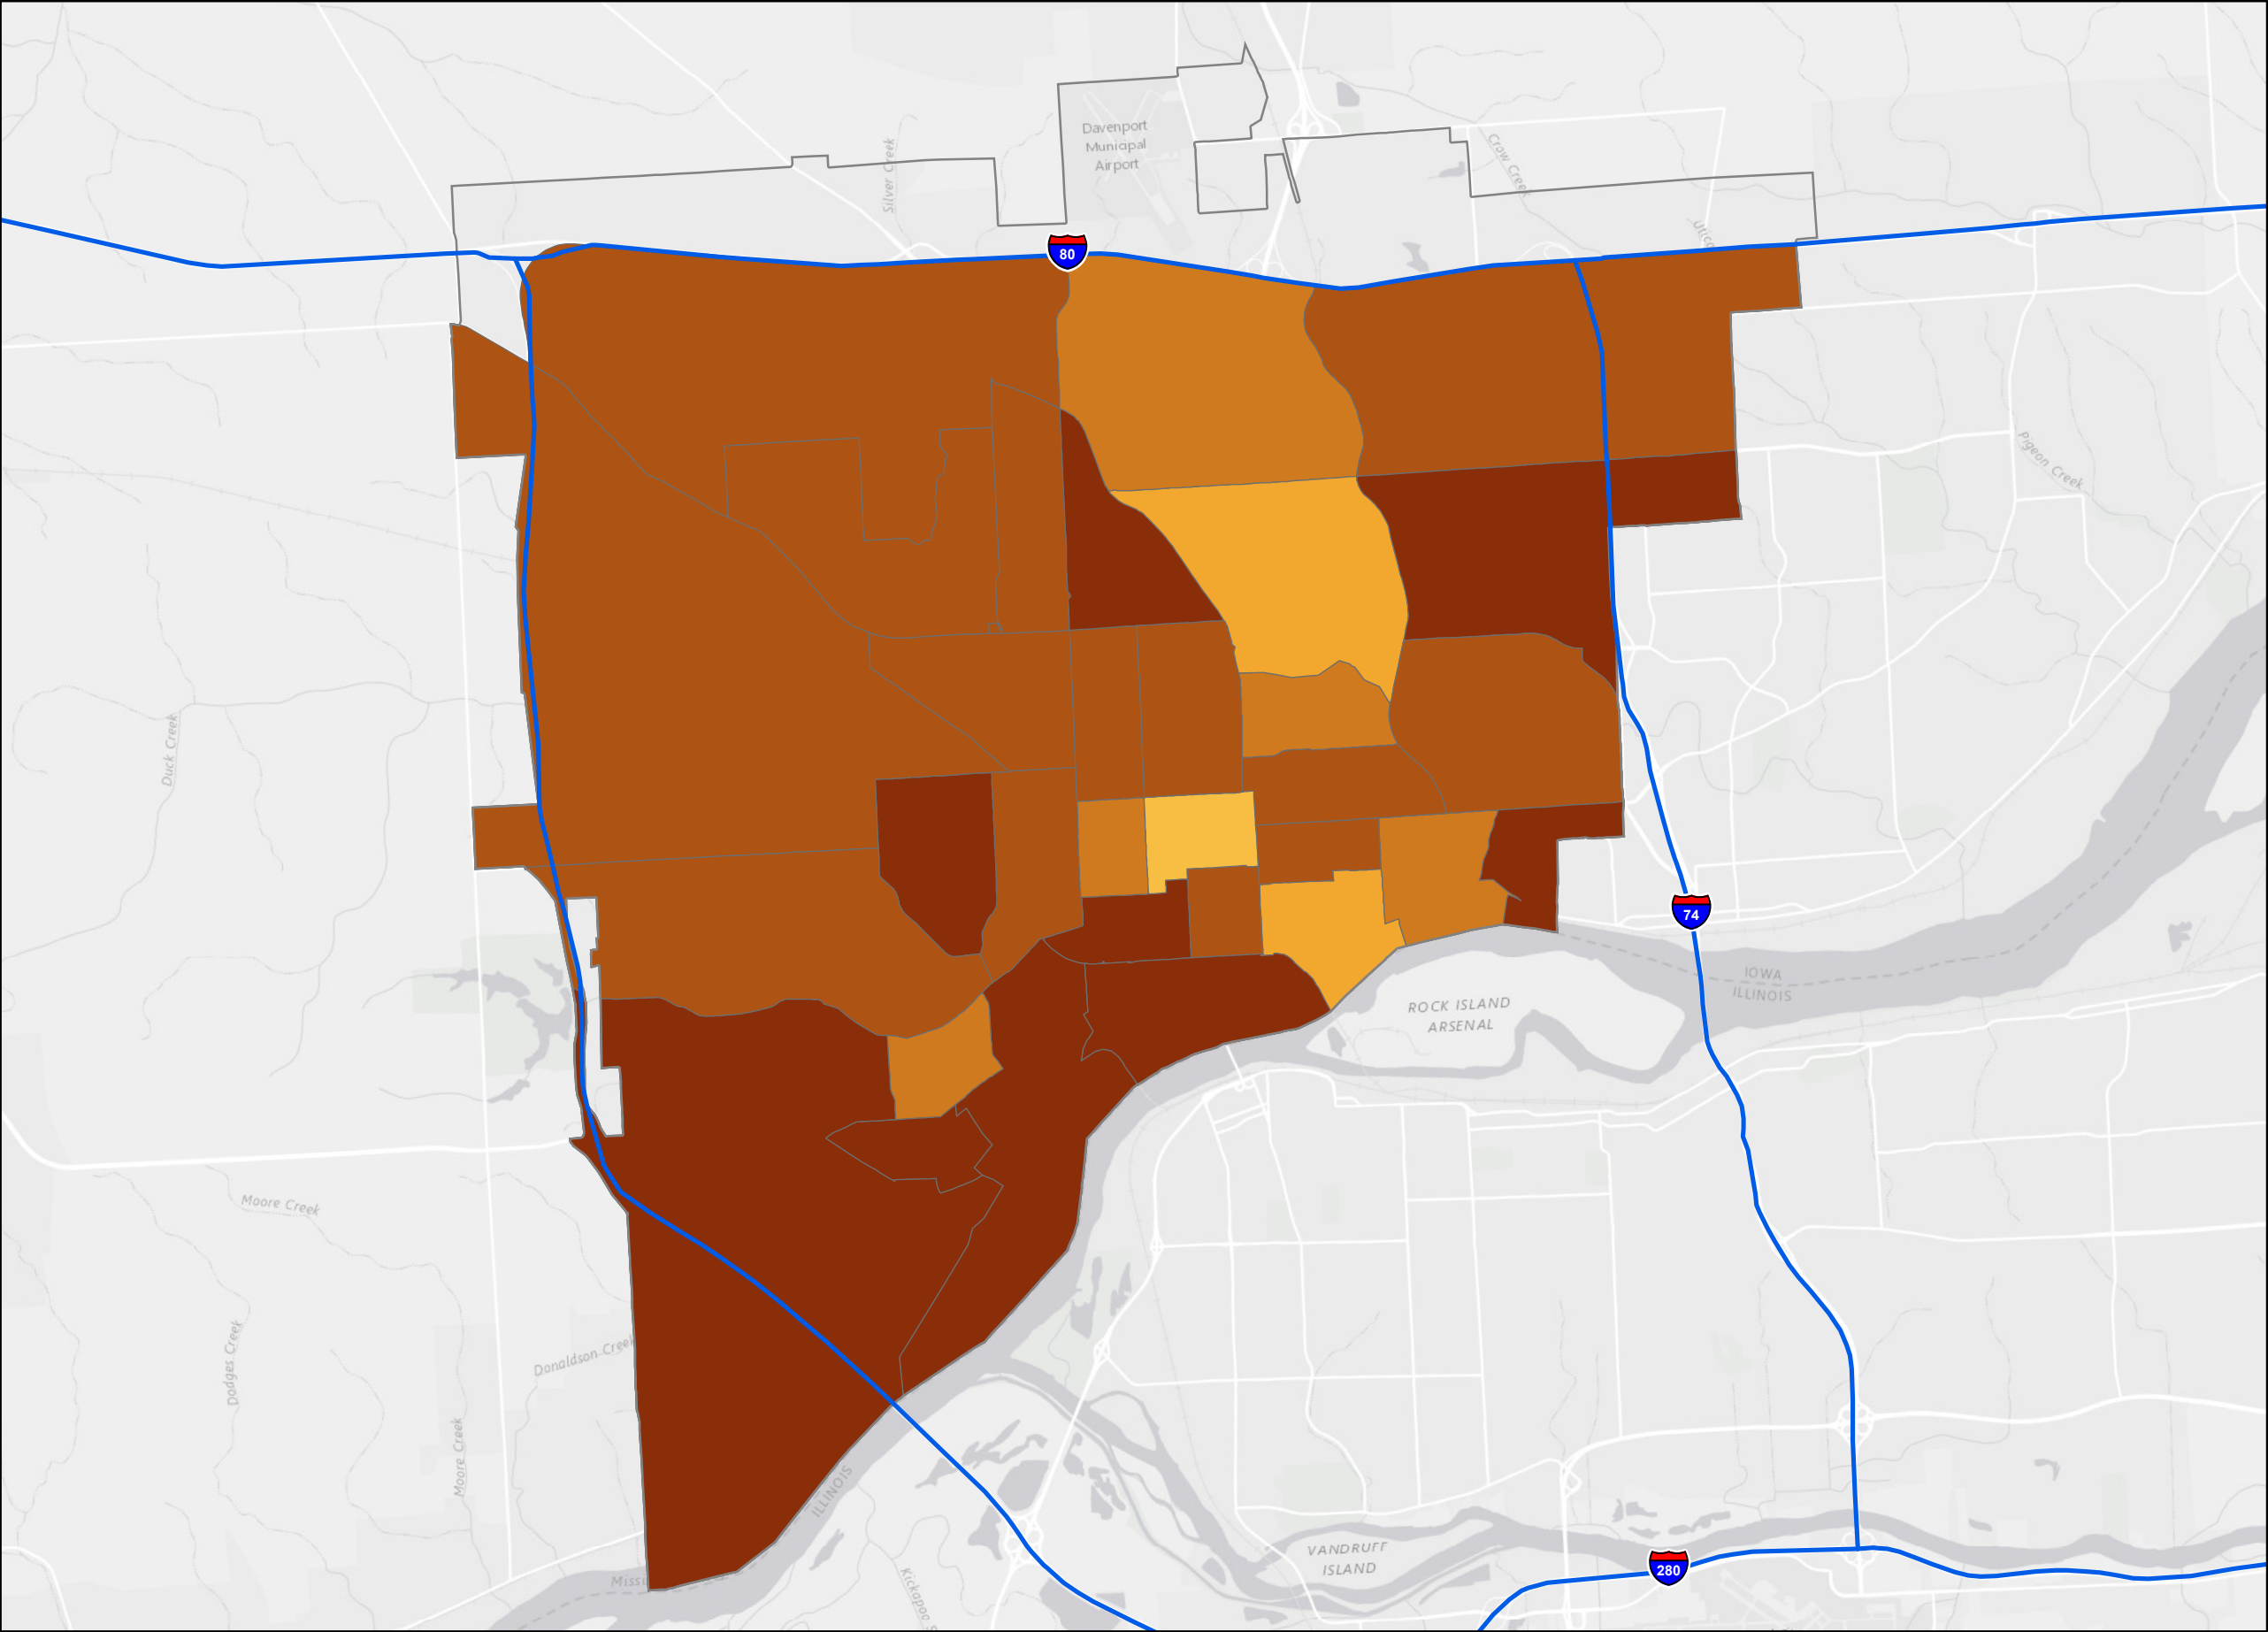 Davenport
Municipal
Airport
Silver Creek
Crow Creek
80
Pigeon Creek
Duck Creek
74
IOWA
ILLINOIS
ROCK ISLAND
ARSENAL
Moore Creek
Donaldson Creek
Dodges Creek
Moore Creek
ILLINOIS
VANDRUFF
ISLAND
280
Kickapoo